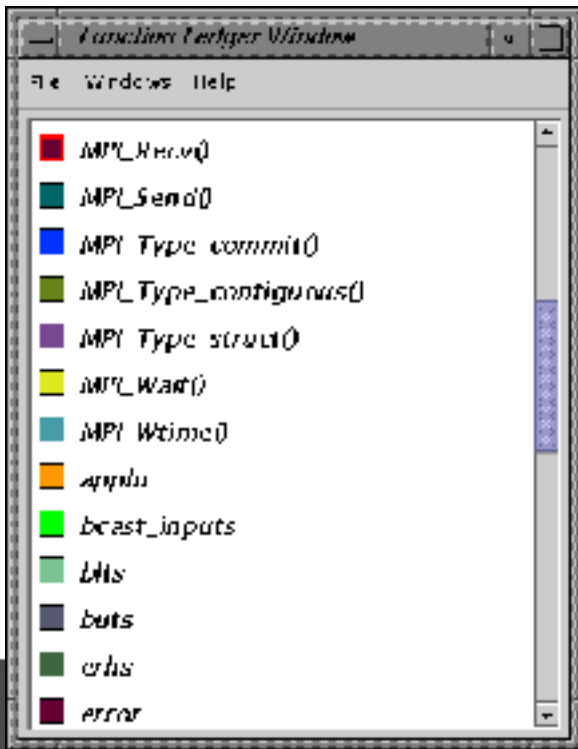 Function Ledger Window
File Windows Help
MPI_Recv()
MPI_Send()
MPI_Type_commit()
MPI_Type_contiguous()
MPI_Type_struct()
MPI_Wait()
MPI_Wtime()
applu
bcast_inputs
blts
buts
erhs
error